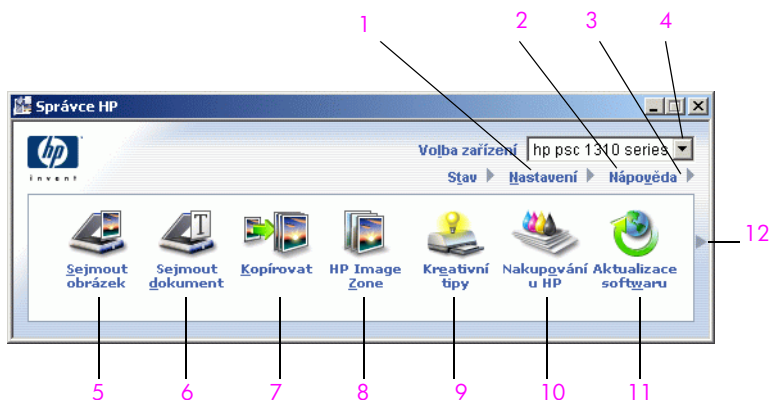 1 2 3 4
Správce HP
hp
invent
Volba zařízení hp psc 1310 series
Stav Nastavení Nápověda
Sejmout obrázek
Sejmout dokument
Kopírovat
HP Image Zone
Kreativní tipy
Nakupování u HP
Aktualizace softwaru
12
5 6 7 8 9 10 11